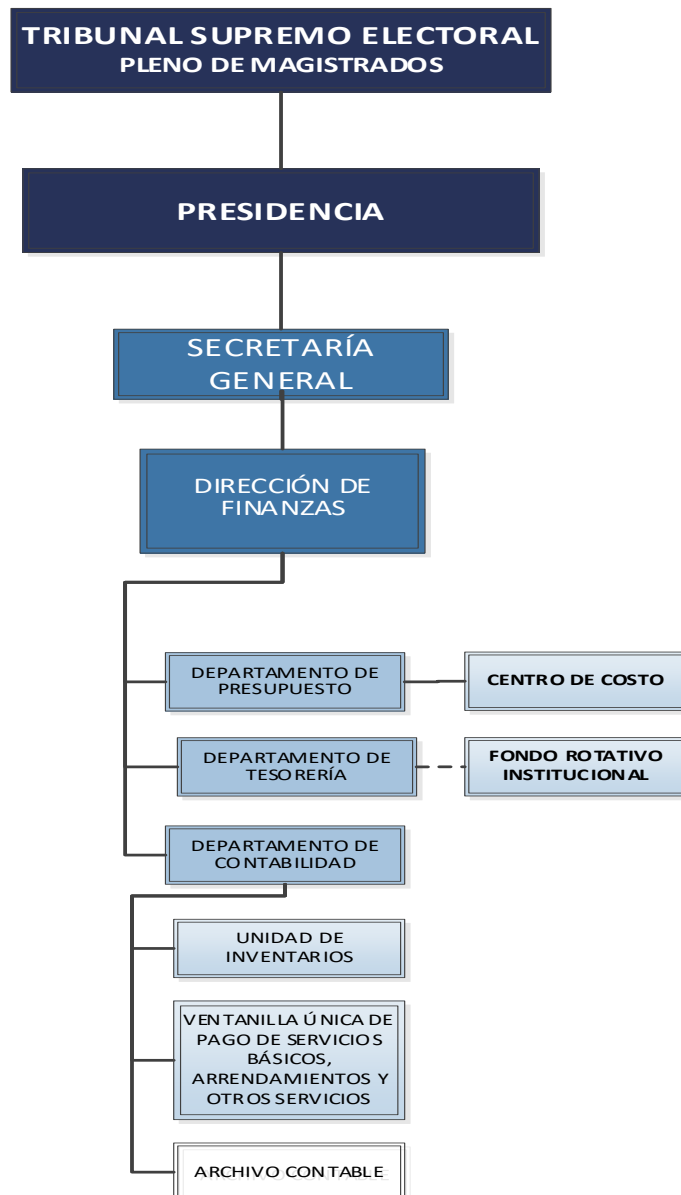 TRIBUNAL SUPREMO ELECTORAL
PLENO DE MAGISTRADOS
PRESIDENCIA
SECRETARÍA
GENERAL
DIRECCIÓN DE
FINANZAS
DEPARTAMENTO DE
PRESUPUESTO
CENTRO DE COSTO
DEPARTAMENTO DE
TESORERÍA
FONDO ROTATIVO
INSTITUCIONAL
DEPARTAMENTO DE
CONTABILIDAD
UNIDAD DE
INVENTARIOS
VENTANILLA ÚNICA DE
PAGO DE SERVICIOS
BÁSICOS,
ARRENDAMIENTOS Y
OTROS SERVICIOS
ARCHIVO CONTABLE